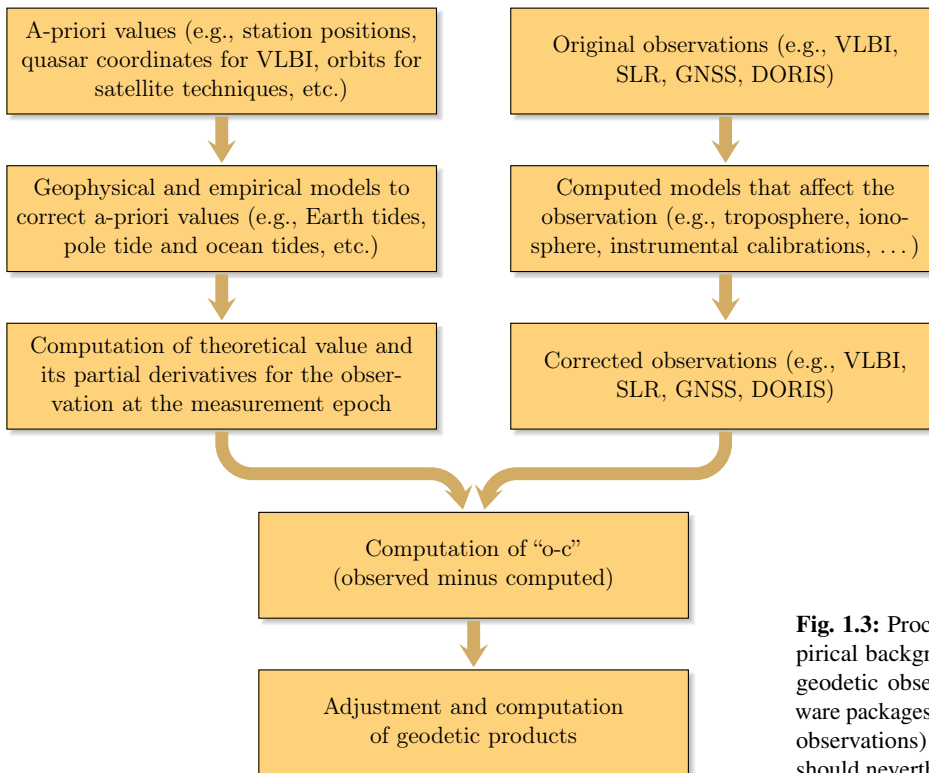 A-priori values (e.g., station positions,
quasar coordinates for VLBI, orbits for
satellite techniques, etc.)
Original observations (e.g., VLBI,
SLR, GNSS, DORIS)
Geophysical and empirical models to
correct a-priori values (e.g., Earth tides,
pole tide and ocean tides, etc.)
Computed models that affect the
observation (e.g., troposphere, iono-
sphere, instrumental calibrations, . . . )
Computation of theoretical value and
its partial derivatives for the obser-
vation at the measurement epoch
Corrected observations (e.g., VLBI,
SLR, GNSS, DORIS)
Computation of “o-c”
(observed minus computed)
Adjustment and computation
of geodetic products
Fig. 1.3: Proc
pirical backgr
geodetic obse
ware packages
observations)
should neverth